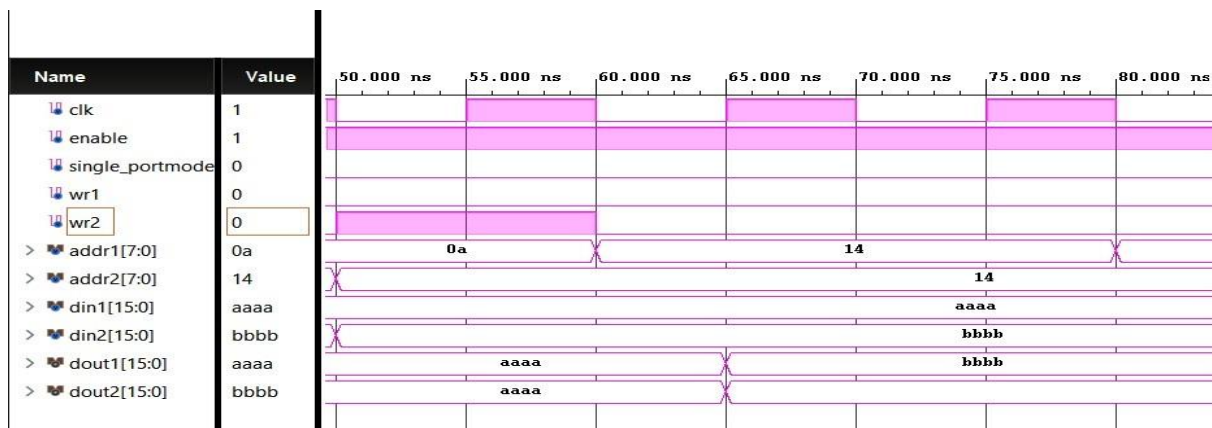 Name Value 50.000 ns 55.000 ns 60.000 ns 65.000 ns 70.000 ns 75.000 ns 80.000 ns
clk 1
enable 1
single_portmode 0
wr1 0
wr2 0
addr1[7:0] 0a 0a 14
addr2[7:0] 14 14
din1[15:0] aaaa aaaa
din2[15:0] bbbb bbbb
dout1[15:0] aaaa aaaa bbbb
dout2[15:0] bbbb aaaa